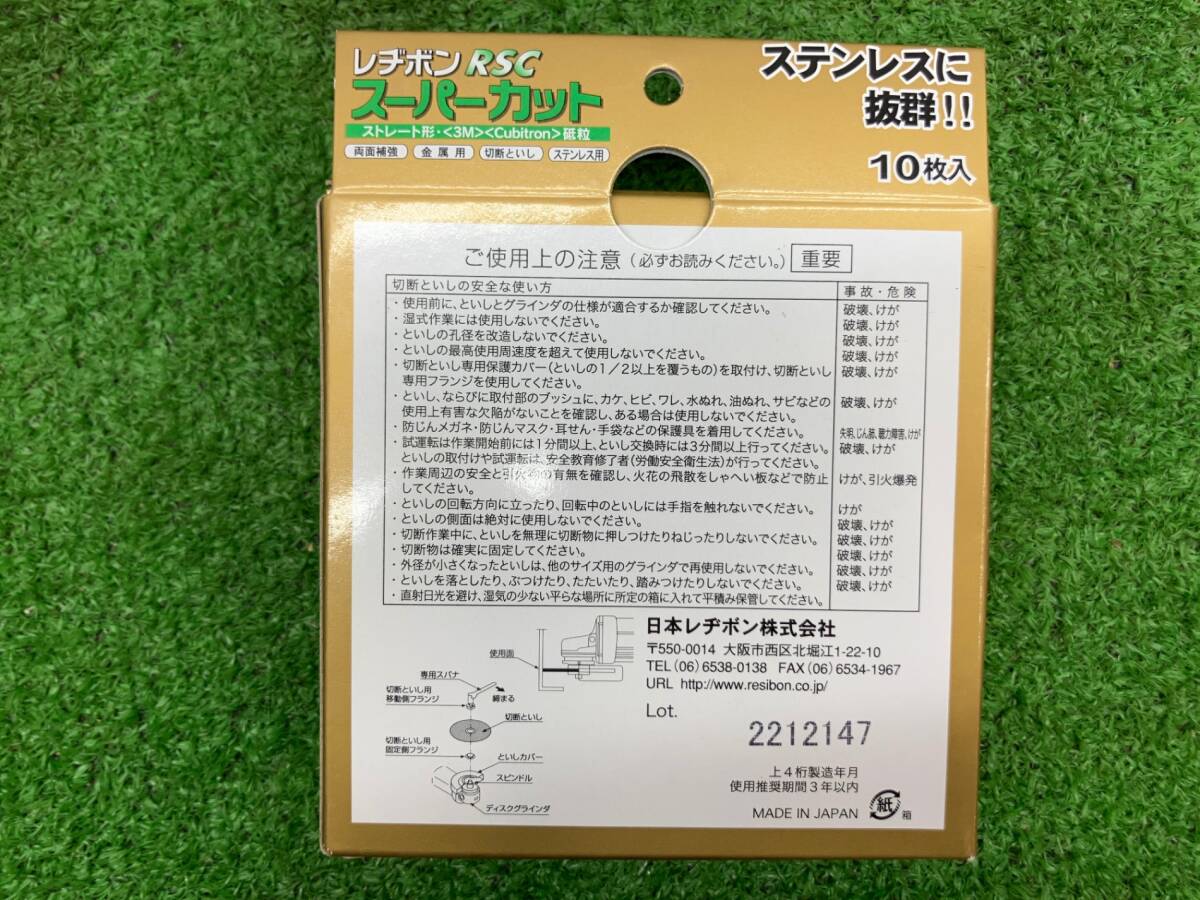 レヂボン RSC
スーパーカット
ストレート形・<3M><Cubitron>砥粒
両面補強 金属用 切断といし ステンレス用
ステンレスに
抜群!!
10枚入
ご使用上の注意(必ずお読みください。) 重要
切断といしの安全な使い方 事故・危険
・使用前に、といしとグラインダの仕様が適合するか確認してください。 破壊、けが
・湿式作業には使用しないでください。 破壊、けが
・といしの孔径を改造しないでください。 破壊、けが
・といしの最高使用周速度を超えて使用しないでください。 破壊、けが
・切断といし専用保護カバー(といしの1/2以上を覆うもの)を取付け、切断といし 破壊、けが
専用フランジを使用してください。
・といし、ならびに取付部のブッシュに、カケ、ヒビ、ワレ、水ぬれ、油ぬれ、サビなどの 破壊、けが
使用上有害な欠陥がないことを確認し、ある場合は使用しないでください。
・防じんメガネ・防じんマスク・耳せん・手袋などの保護具を着用してください。 失明、じん肺、聴力障害、けが
・試運転は作業開始前には1分間以上、といし交換時には3分間以上行ってください。 破壊、けが
といしの取付けや試運転は、安全教育修了者(労働安全衛生法)が行ってください。
・作業周辺の安全と引火物の有無を確認し、火花の飛散をしゃへい板などで防止 けが、引火爆発
してください。
・といしの回転方向に立ったり、回転中のといしには手指を触れないでください。 けが
・といしの側面は絶対に使用しないでください。 破壊、けが
・切断作業中に、といしを無理に切断物に押しつけたりねじったりしないでください。 破壊、けが
・切断物は確実に固定してください。 破壊、けが
・外径が小さくなったといしは、他のサイズ用のグラインダで再使用しないでください。 破壊、けが
・といしを落としたり、ぶつけたり、たたいたり、踏みつけたりしないでください。 破壊、けが
・直射日光を避け、湿気の少ない平らな場所に所定の箱に入れて平積み保管してください。
使用面
専用スパナ
切断といし用
移動側フランジ
締まる
切断といし
切断といし用
固定側フランジ
といしカバー
スピンドル
ディスクグラインダ
日本レヂボン株式会社
〒550-0014 大阪市西区北堀江1-22-10
TEL(06)6538-0138 FAX(06)6534-1967
URL http://www.resibon.co.jp/
Lot.
2212147
上4桁製造年月
使用推奨期間3年以内
MADE IN JAPAN 紙 箱